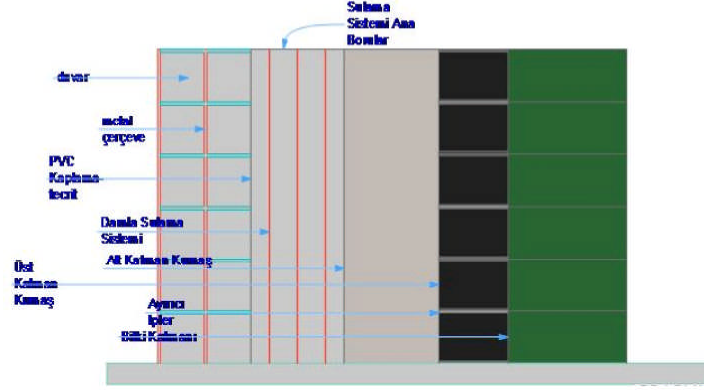 Sulama
Sistemi Ana
Borular
duvar
metal
çerçeve
PVC
Kaplama
tecrit
Damla Sulama
Sistemi
Alt Katman Kumaş
Üst
Katman
Kumaş
Ayırıcı
İpler
Bitki Katmanı